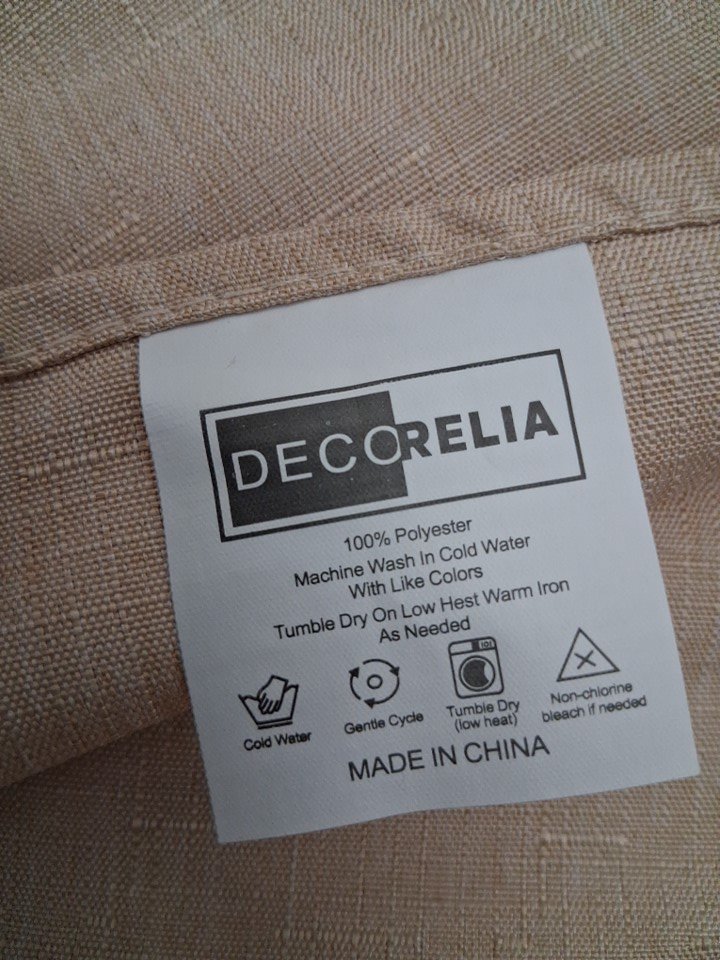 DECORELIA
100% Polyester
Machine Wash In Cold Water
With Like Colors
Tumble Dry On Low Hest Warm Iron
As Needed
Cold Water
Gentle Cycle
Tumble Dry
(low heat)
Non-chlorine
bleach if needed
MADE IN CHINA